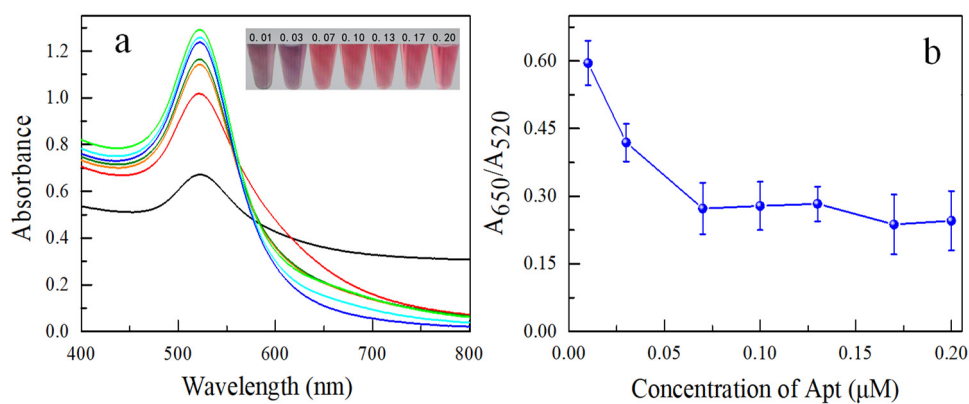 a
0.01 0.03 0.07 0.10 0.13 0.17 0.20
Absorbance
1.2
1.0
0.8
0.6
0.4
0.2
0.0
400 500 600 700 800
Wavelength (nm)
b
A650/A520
0.60
0.45
0.30
0.15
0.00
0.00 0.05 0.10 0.15 0.20
Concentration of Apt (μM)